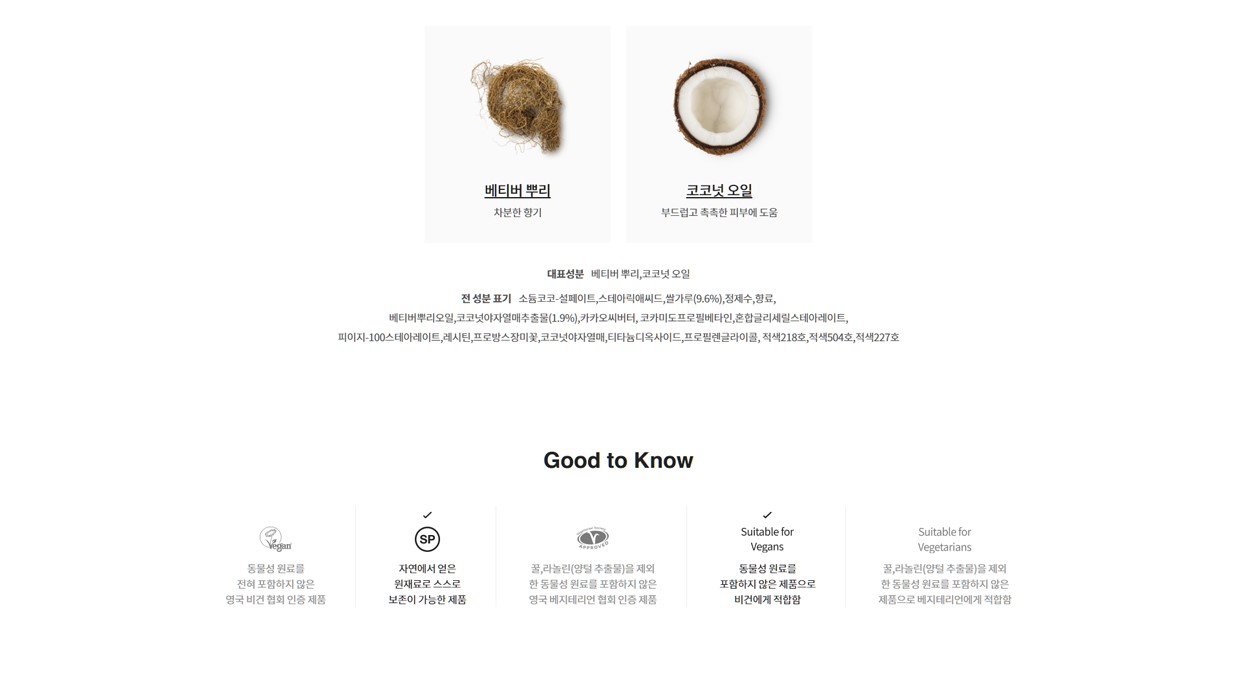 베티버 뿌리
차분한 향기
코코넛 오일
부드럽고 촉촉한 피부에 도움
대표성분 베티버 뿌리,코코넛 오일
전 성분 표기 소듐코코-설페이트,스테아릭애씨드,쌀가루(9.6%),정제수,향료,
베티버뿌리오일,코코넛야자열매추출물(1.9%),카카오씨버터, 코카미도프로필베타인,혼합글리세릴스테아레이트,
피이지-100스테아레이트,레시틴,프로방스장미꽃,코코넛야자열매,티타늄디옥사이드,프로필렌글라이콜, 적색218호,적색504호,적색227호
Good to Know
Vegan
동물성 원료를
전혀 포함하지 않은
영국 비건 협회 인증 제품
SP
자연에서 얻은
원재료로 스스로
보존이 가능한 제품
APPROVED
꿀,라놀린(양털 추출물)을 제외
한 동물성 원료를 포함하지 않은
영국 베지테리언 협회 인증 제품
Suitable for
Vegans
동물성 원료를
포함하지 않은 제품으로
비건에게 적합함
Suitable for
Vegetarians
꿀,라놀린(양털 추출물)을 제외
한 동물성 원료를 포함하지 않은
제품으로 베지테리언에게 적합함